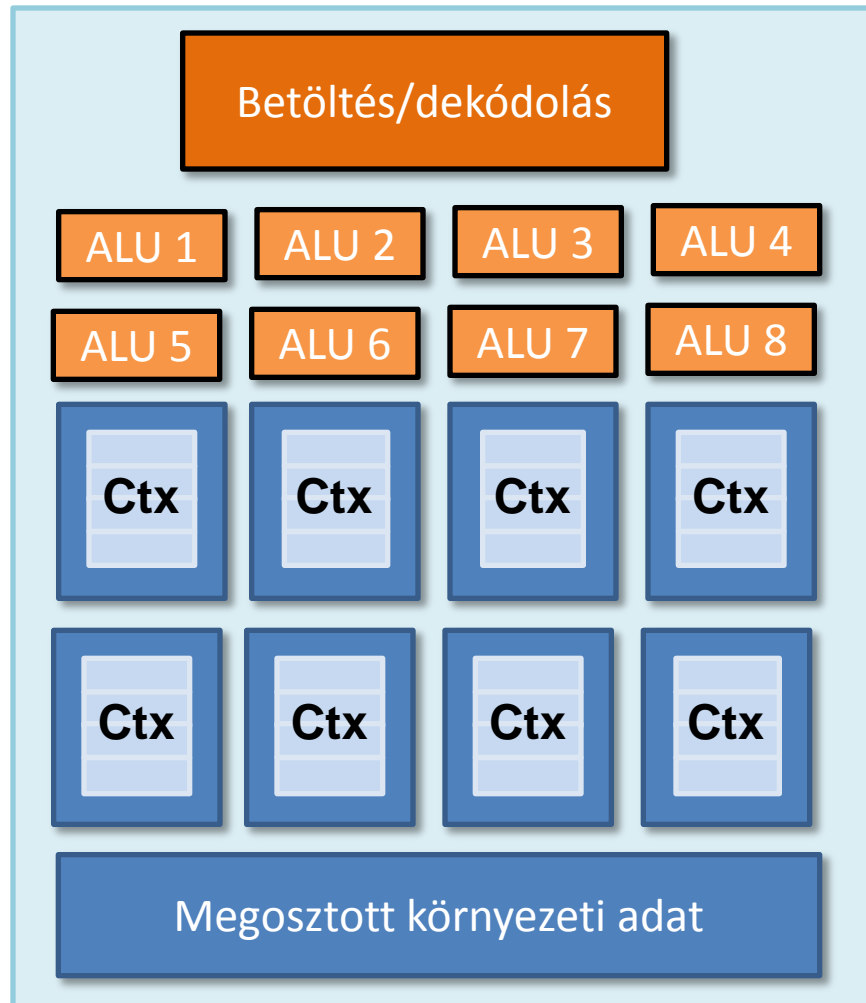 Betöltés/dekódolás
ALU 1 ALU 2 ALU 3 ALU 4
ALU 5 ALU 6 ALU 7 ALU 8
Ctx Ctx Ctx Ctx
Ctx Ctx Ctx Ctx
Megosztott környezeti adat